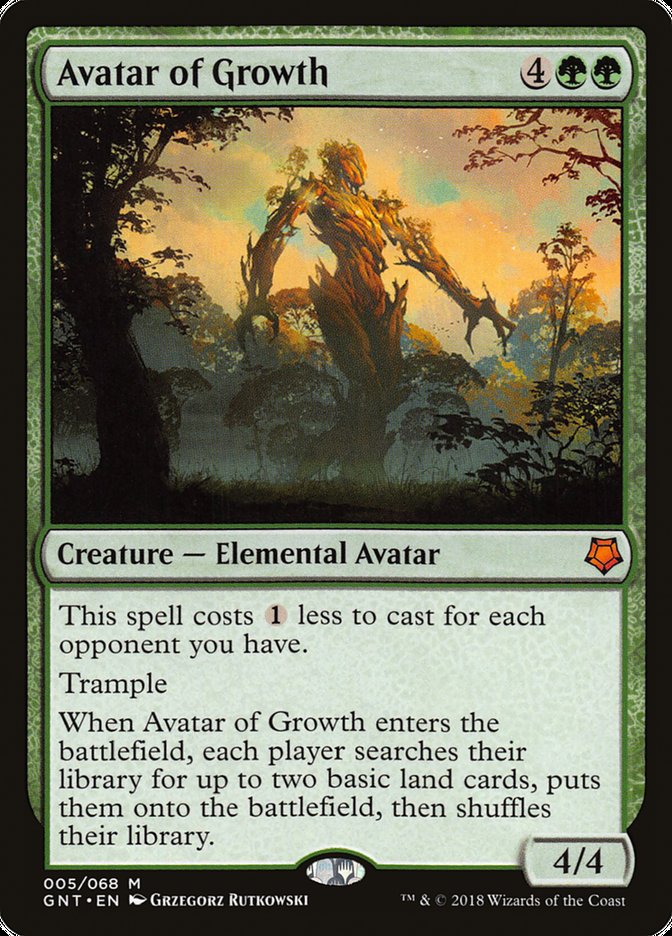 Avatar of Growth 4
Creature — Elemental Avatar
This spell costs 1 less to cast for each
opponent you have.
Trample
When Avatar of Growth enters the
battlefield, each player searches their
library for up to two basic land cards, puts
them onto the battlefield, then shuffles
their library.
4/4
005/068 M
GNT • EN Grzegorz Rutkowski
™ & © 2018 Wizards of the Coast